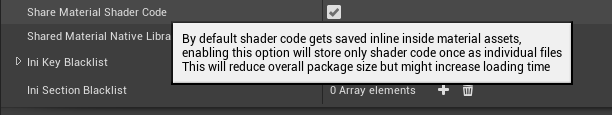 Share Material Shader Code
By default shader code gets saved inline inside material assets,
enabling this option will store only shader code once as individual files
This will reduce overall package size but might increase loading time
Shared Material Native Libra
Ini Key Blacklist
Ini Section Blacklist
0 Array elements